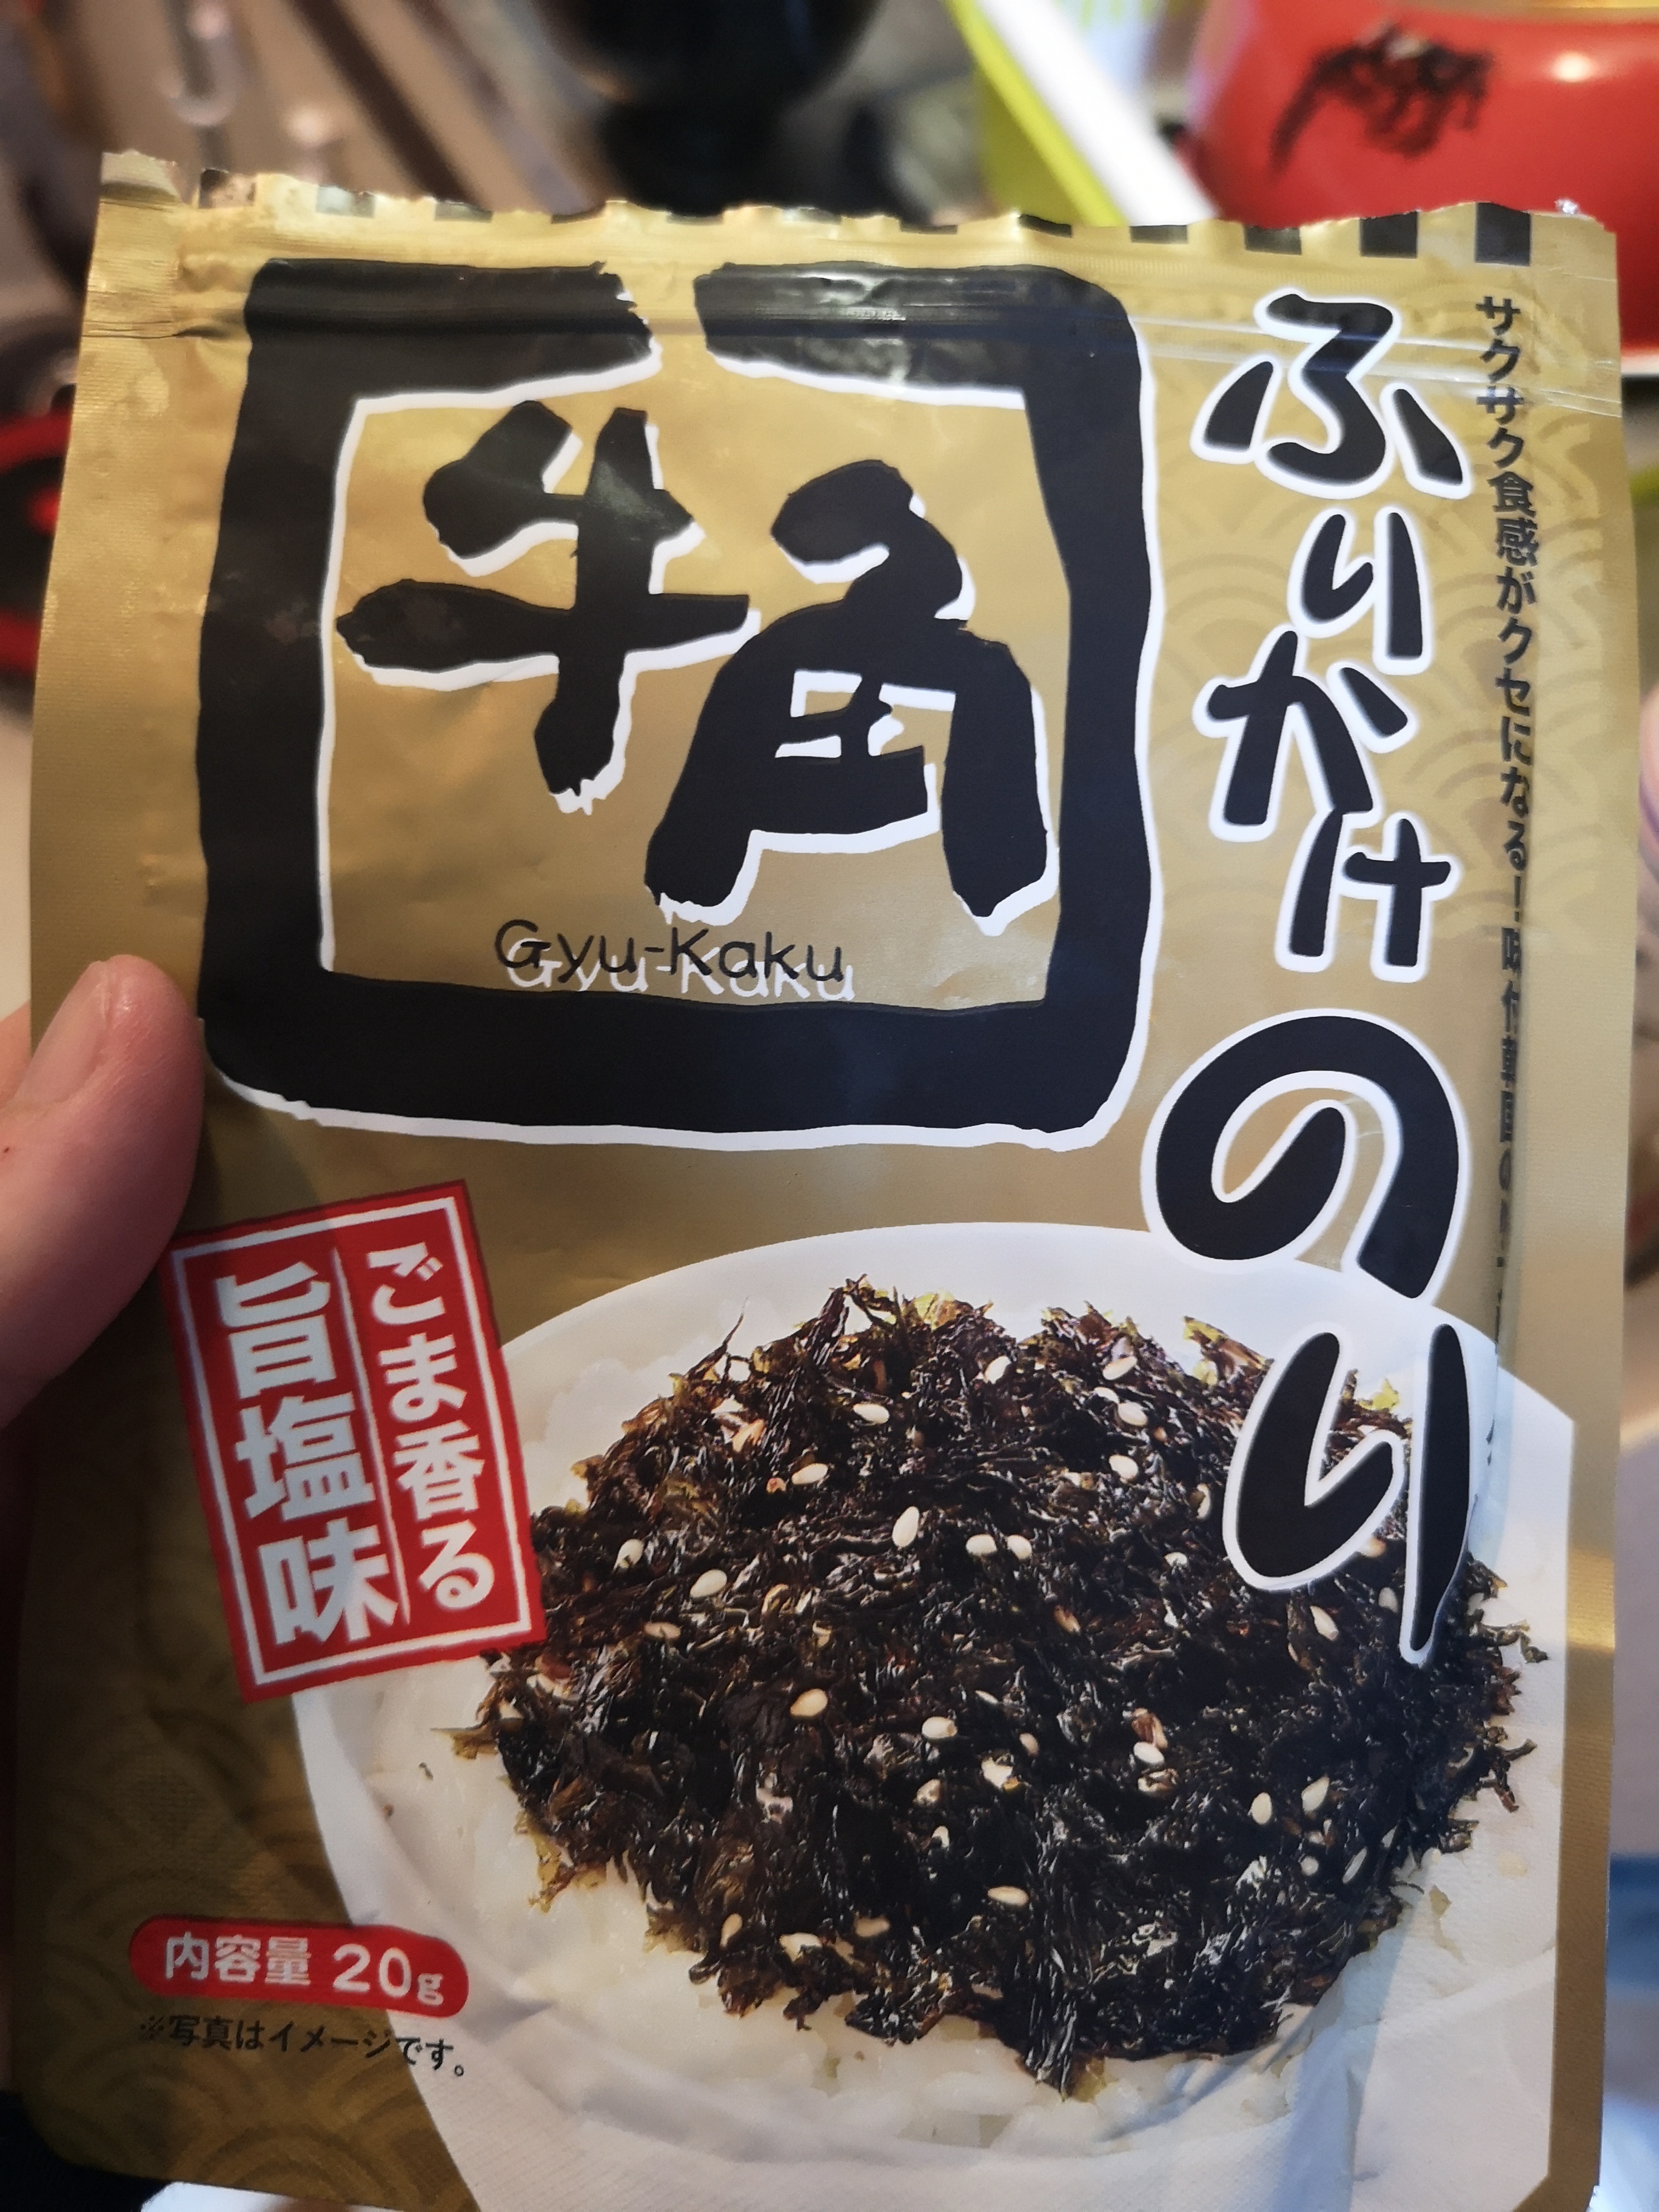 サクサク食感がクセになる!味付
ふりかけのり
牛角
Gyu-Kaku
ごま香る
旨塩味
内容量 20g
※写真はイメージです。